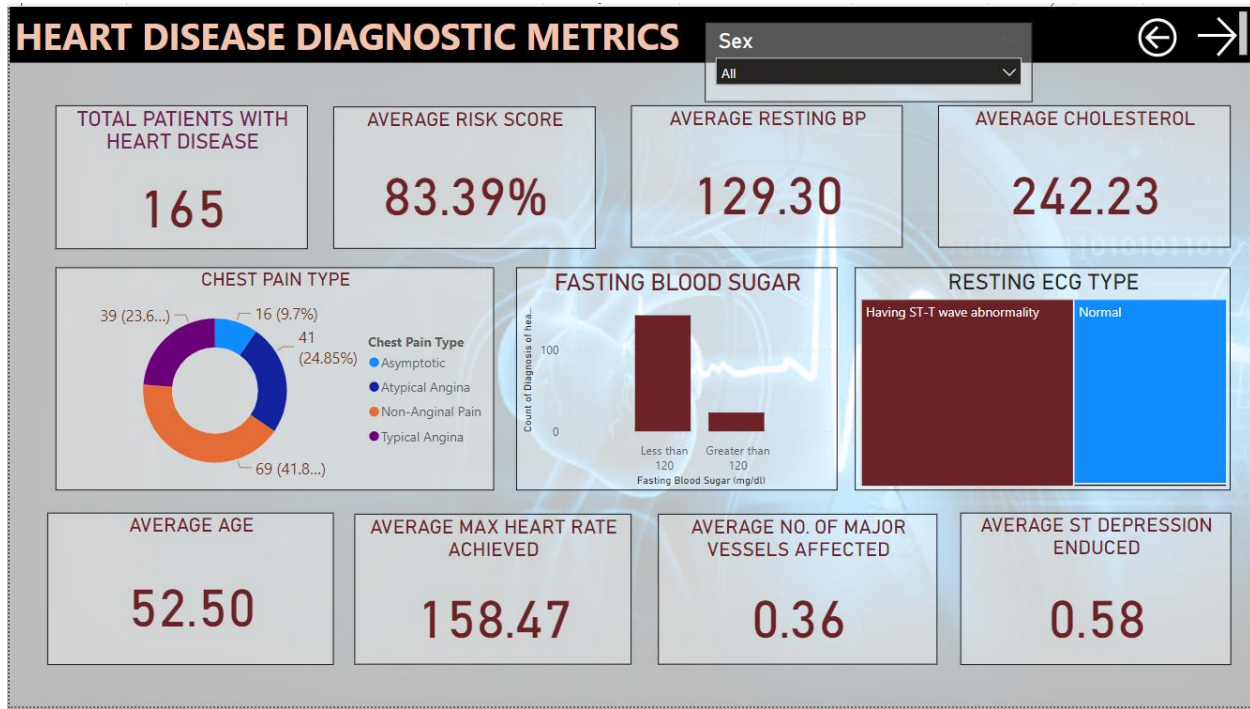 HEART DISEASE DIAGNOSTIC METRICS
Sex
All
TOTAL PATIENTS WITH
HEART DISEASE
165
AVERAGE RISK SCORE
83.39%
AVERAGE RESTING BP
129.30
AVERAGE CHOLESTEROL
242.23
CHEST PAIN TYPE
39 (23.6...)
16 (9.7%)
41
(24.85%)
69 (41.8...)
Chest Pain Type
Asymptotic
Atypical Angina
Non-Anginal Pain
Typical Angina
FASTING BLOOD SUGAR
Count of Diagnosis of hea...
100
0
Less than
120
Greater than
120
Fasting Blood Sugar (mg/dl)
RESTING ECG TYPE
Having ST-T wave abnormality
Normal
AVERAGE AGE
52.50
AVERAGE MAX HEART RATE
ACHIEVED
158.47
AVERAGE NO. OF MAJOR
VESSELS AFFECTED
0.36
AVERAGE ST DEPRESSION
ENDUCED
0.58